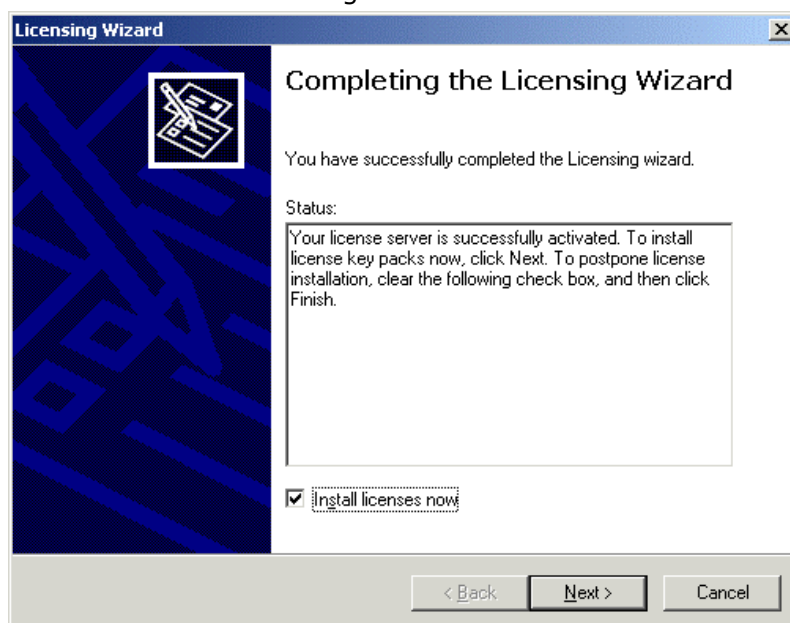 Licensing Wizard
Completing the Licensing Wizard
You have successfully completed the Licensing wizard.
Status:
Your license server is successfully activated. To install
license key packs now, click Next. To postpone license
installation, clear the following check box, and then click
Finish.
Install licenses now
< Back
Next >
Cancel